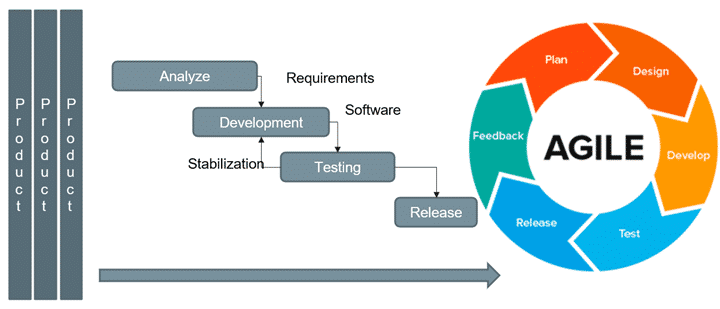 Product
Product
Product
Analyze
Requirements
Development
Software
Stabilization
Testing
Release
Plan
Design
Develop
Test
Release
Feedback
AGILE